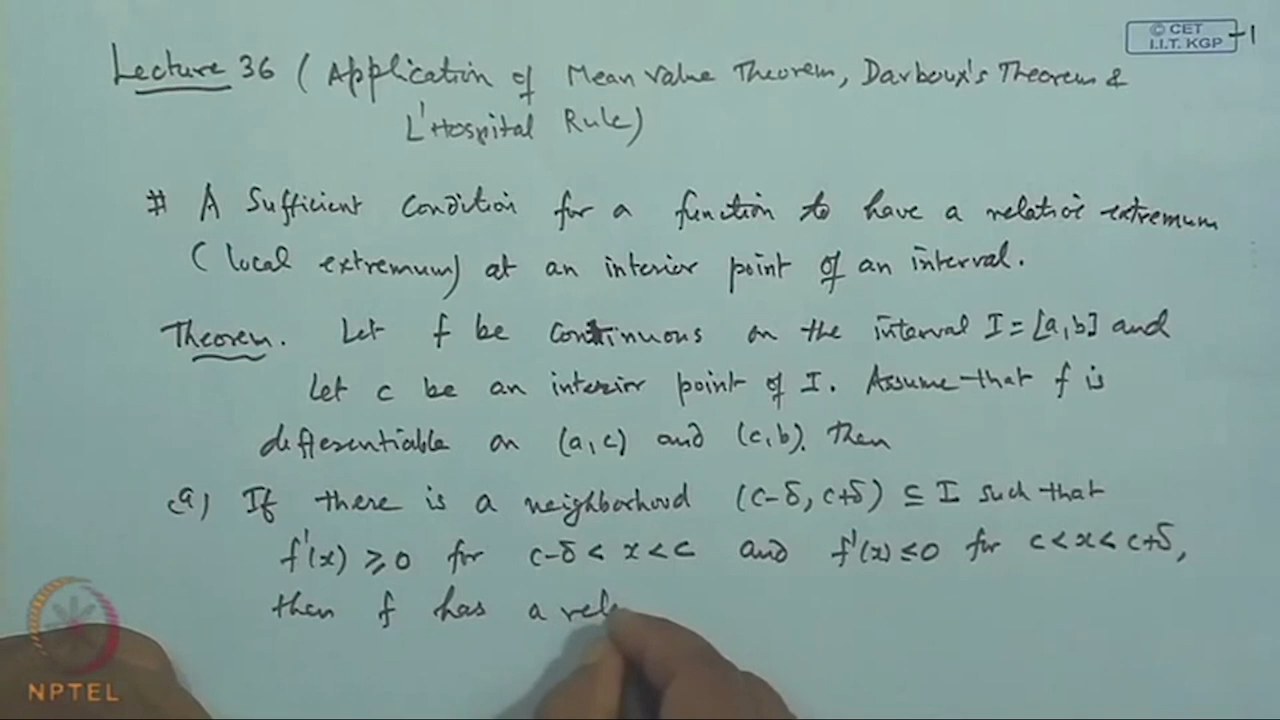 © CET
I.I.T. KGP
-1
Lecture 36 (Application of Mean Value Theorem, Darboux's Theorem &
L'Hospital Rule)
# A Sufficient Condition for a function to have a relative extremum
(local extremum) at an interior point of an interval.
Theorem. Let f be continuous on the interval I = [a,b] and
Let c be an interior point of I. Assume that f is
differentiable on (a,c) and (c,b). Then
(a) If there is a neighborhood (c-δ, c+δ) ⊆ I such that
f'(x) ⩾ 0 for c-δ < x < c and f'(x) ≤ 0 for c < x < c+δ,
then f has a rel
NPTEL